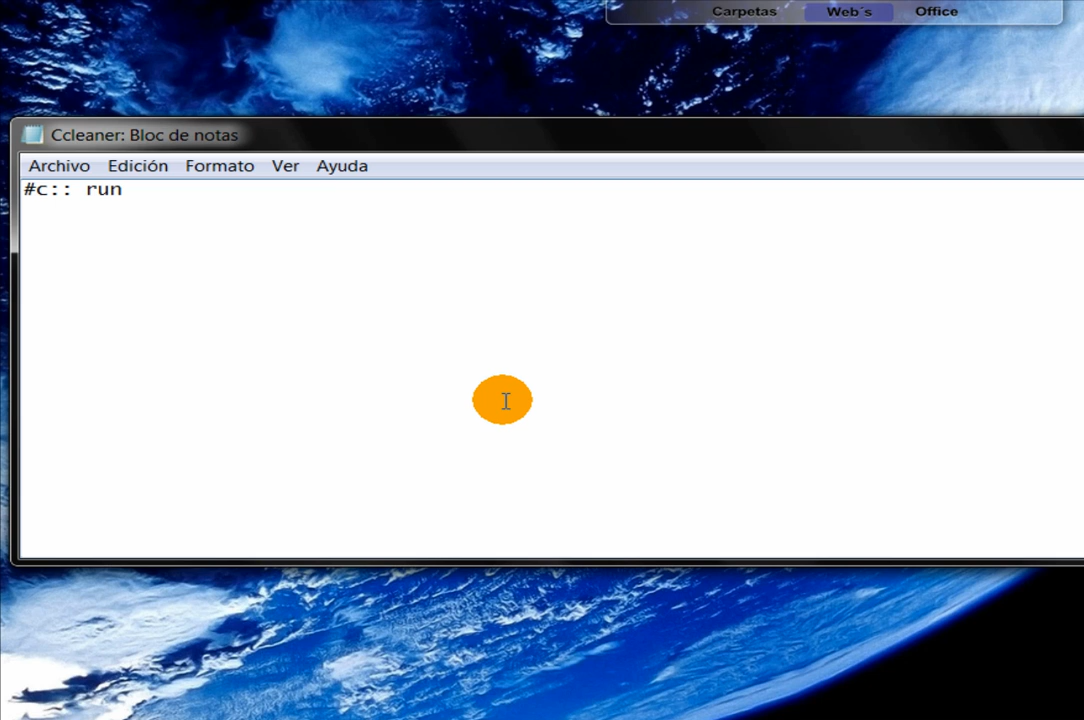 Carpetas Web´s Office
Ccleaner: Bloc de notas
Archivo Edición Formato Ver Ayuda
#c:: run